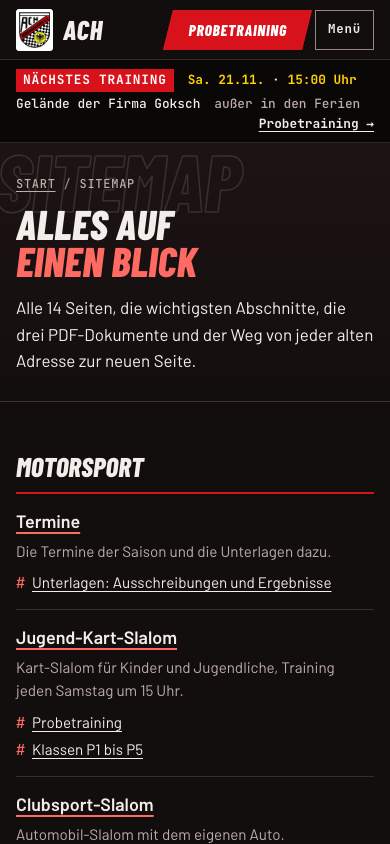 ACH
ACH
PROBETRAINING
Menü
NÄCHSTES TRAINING Sa. 21.11. · 15:00 Uhr
Gelände der Firma Goksch außer in den Ferien
Probetraining →
SITEMAP
START / SITEMAP
ALLES AUF
EINEN BLICK
Alle 14 Seiten, die wichtigsten Abschnitte, die
drei PDF-Dokumente und der Weg von jeder alten
Adresse zur neuen Seite.
MOTORSPORT
Termine
Die Termine der Saison und die Unterlagen dazu.
# Unterlagen: Ausschreibungen und Ergebnisse
Jugend-Kart-Slalom
Kart-Slalom für Kinder und Jugendliche, Training
jeden Samstag um 15 Uhr.
# Probetraining
# Klassen P1 bis P5
Clubsport-Slalom
Automobil-Slalom mit dem eigenen Auto.